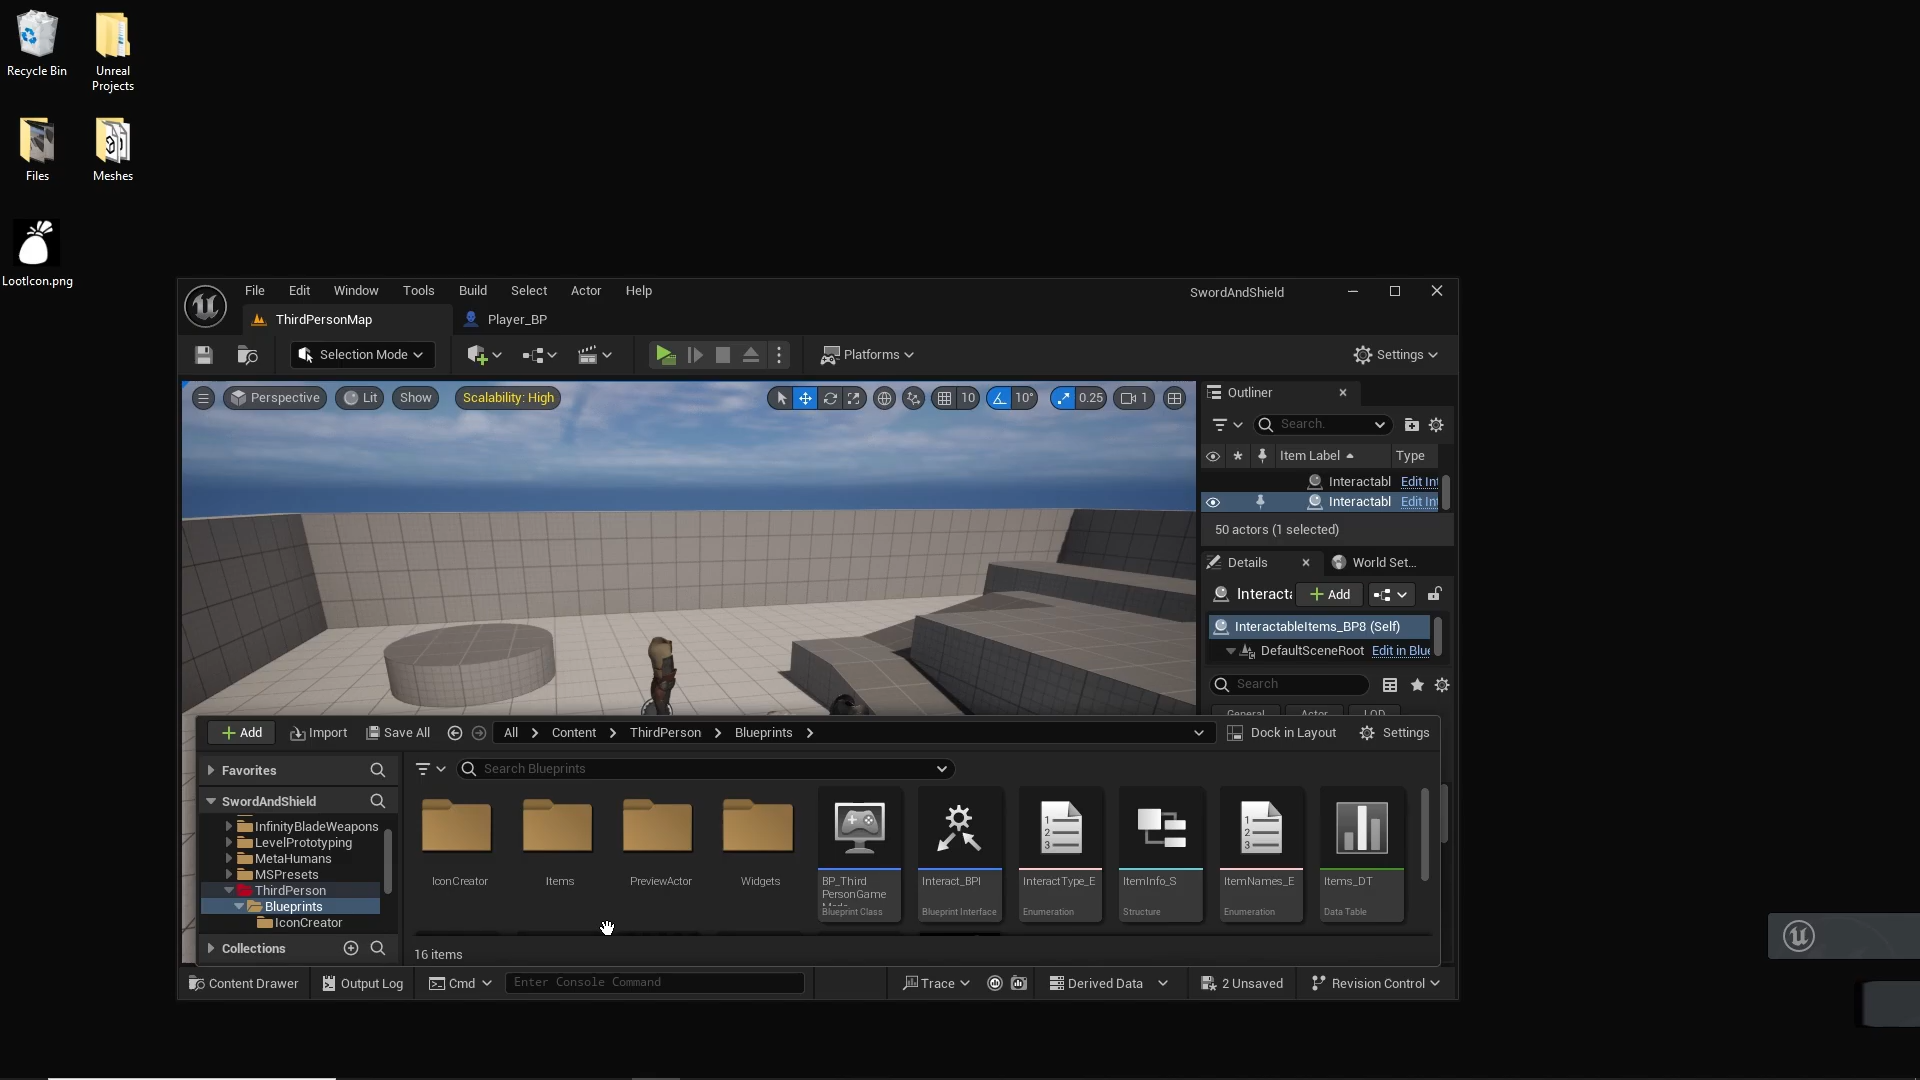 Recycle Bin
Unreal
Projects
Files
Meshes
LootIcon.png
File Edit Window Tools Build Select Actor Help
SwordAndShield
ThirdPersonMap
Player_BP
Selection Mode
Platforms
Settings
Perspective
Lit
Show
Scalability: High
10
10°
0.25
1
Outliner
Search.
Item Label
Type
Interactabl Edit Int
Interactabl Edit Int
50 actors (1 selected)
Details
World Set...
Interacta
Add
InteractableItems_BP8 (Self)
DefaultSceneRoot Edit in Blue
Search
General Actor LOD
Add
Import
Save All
All
Content
ThirdPerson
Blueprints
Dock in Layout
Settings
Favorites
SwordAndShield
InfinityBladeWeapons
LevelPrototyping
MetaHumans
MSPresets
ThirdPerson
Blueprints
IconCreator
Collections
Search Blueprints
IconCreator
Items
PreviewActor
Widgets
BP_Third
PersonGame
Blueprint Class
Interact_BPI
Blueprint Interface
InteractType_E
Enumeration
ItemInfo_S
Structure
ItemNames_E
Enumeration
Items_DT
Data Table
16 items
Content Drawer
Output Log
Cmd
Enter Console Command
Trace
Derived Data
2 Unsaved
Revision Control